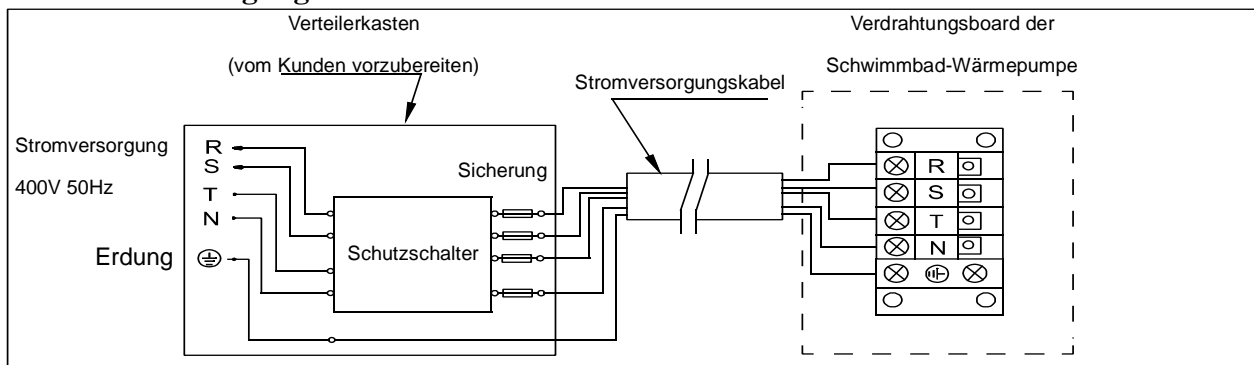 Verteilerkasten
(vom Kunden vorzubereiten)
Verdrahtungsboard der
Schwimmbad-Wärmepumpe
Stromversorgungskabel
Stromversorgung
400V 50Hz
Erdung
R
S
T
N
Sicherung
Schutzschalter
R
S
T
N